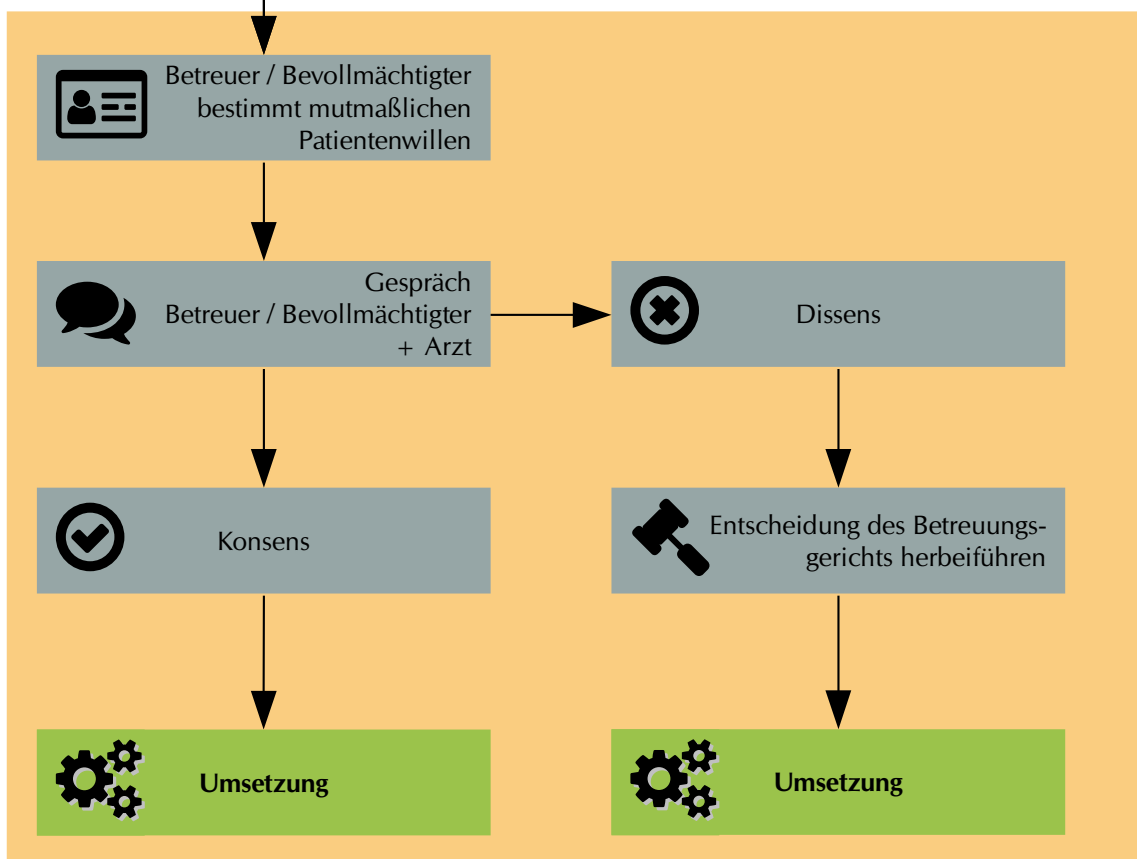 Betreuer / Bevollmächtigter
bestimmt mutmaßlichen
Patientenwillen
Gespräch
Betreuer / Bevollmächtigter
+ Arzt
Dissens
Konsens
Entscheidung des Betreuungs-
gerichts herbeiführen
Umsetzung
Umsetzung